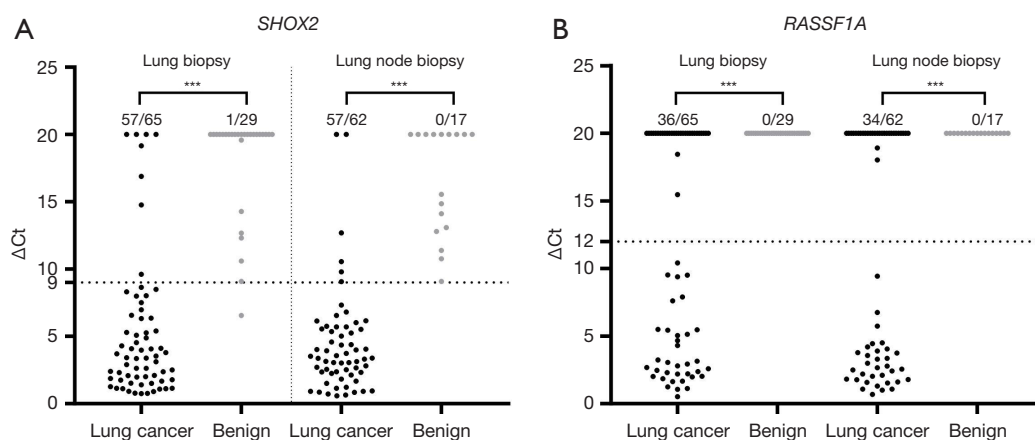 A
SHOX2
Lung biopsy
Lung node biopsy
***
***
57/65
1/29
57/62
0/17
25
20
15
10
9
5
0
ΔCt
Lung cancer
Benign
Lung cancer
Benign
B
RASSF1A
Lung biopsy
Lung node biopsy
***
***
36/65
0/29
34/62
0/17
25
20
15
12
10
5
0
ΔCt
Lung cancer
Benign
Lung cancer
Benign